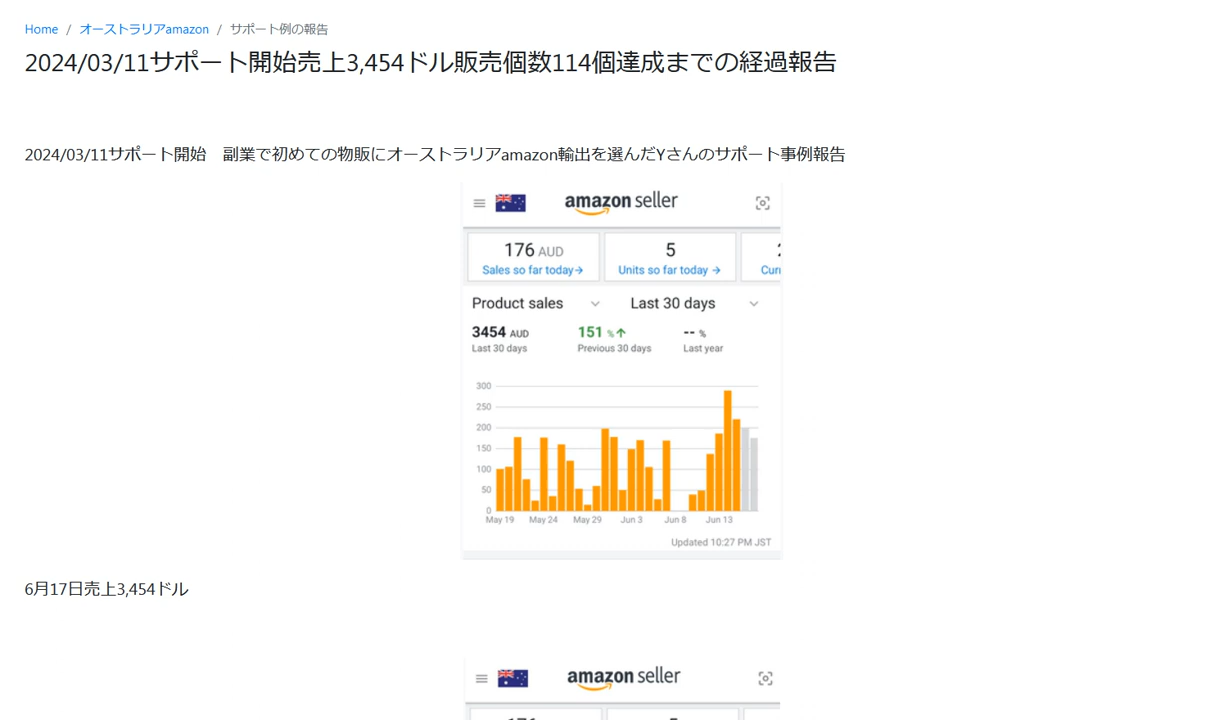 Home / オーストラリアamazon / サポート例の報告
2024/03/11サポート開始売上3,454ドル販売個数114個達成までの経過報告
2024/03/11サポート開始　副業で初めての物販にオーストラリアamazon輸出を選んだYさんのサポート事例報告
amazon seller
176 AUD
Sales so far today→
5
Units so far today →
Product sales
Last 30 days
3454 AUD
Last 30 days
151 %↑
Previous 30 days
-- %
Last year
300
250
200
150
100
50
0
May 19 May 24 May 29 Jun 3 Jun 8 Jun 13
Updated 10:27 PM JST
6月17日売上3,454ドル
amazon seller